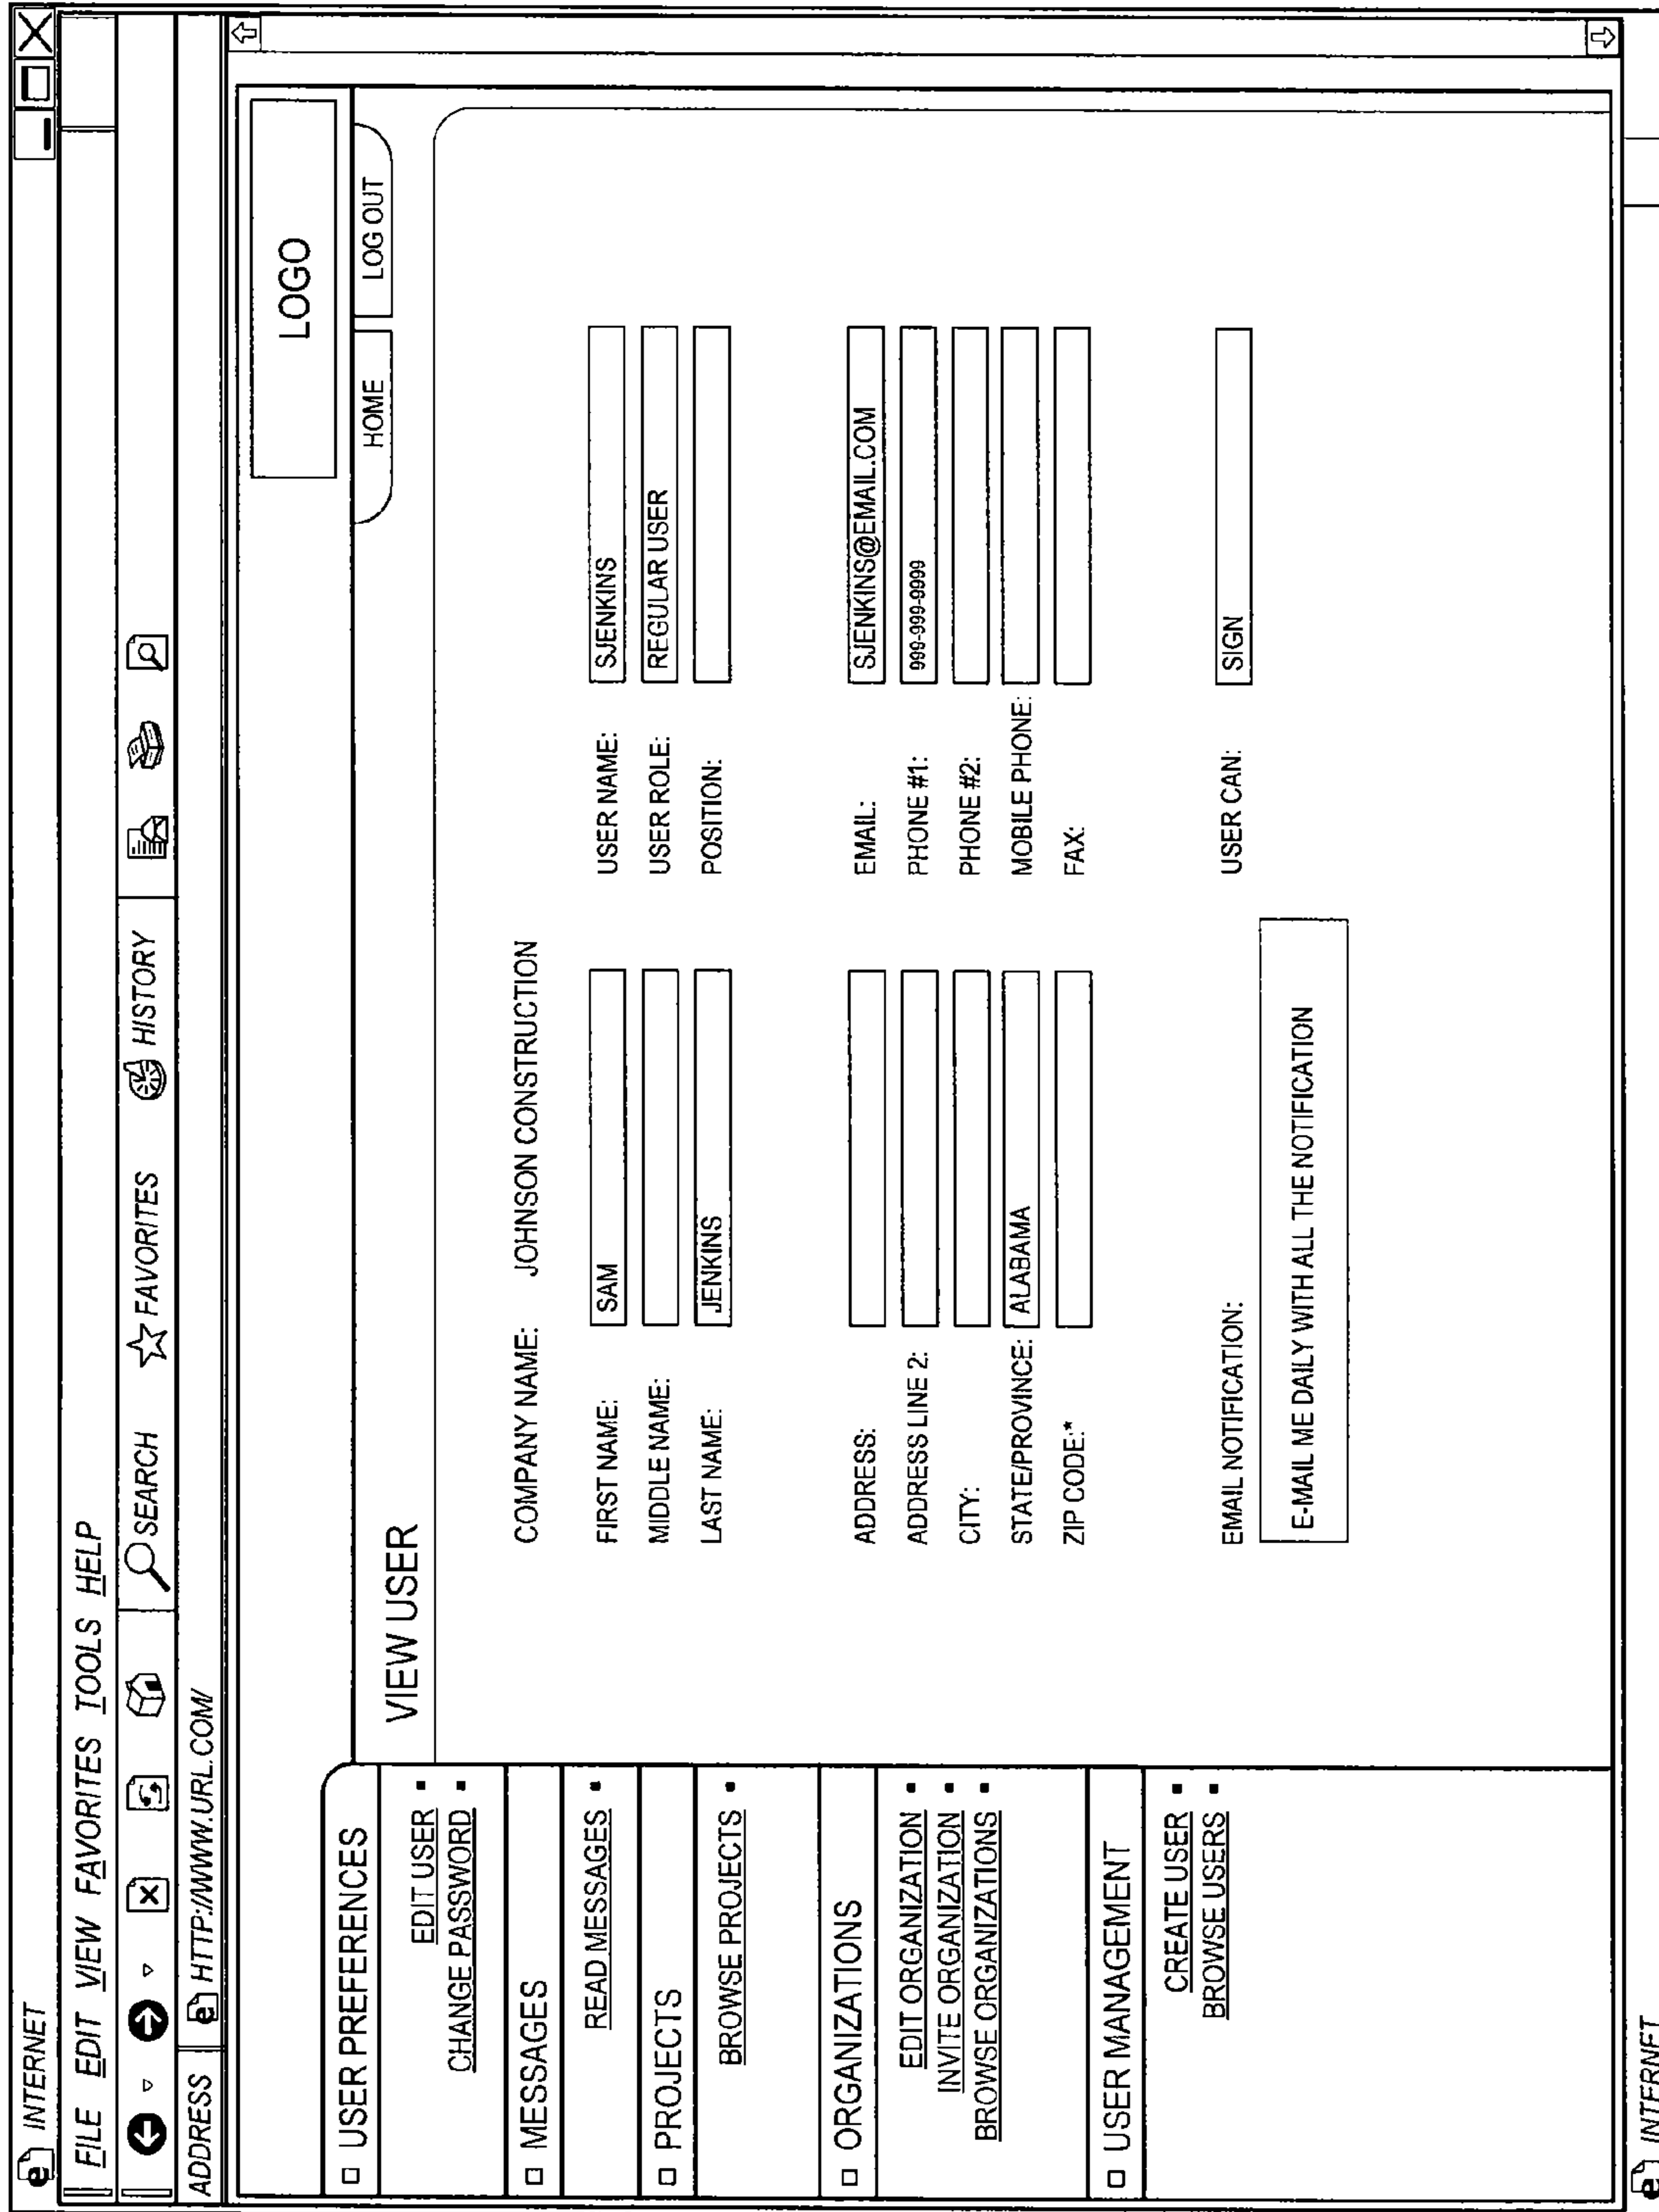 INTERNET
FILE EDIT VIEW FAVORITES TOOLS HELP
SEARCH FAVORITES HISTORY
ADDRESS HTTP://WWW.URL.COM/
LOGO
HOME LOG OUT
USER PREFERENCES
EDIT USER
CHANGE PASSWORD
MESSAGES
READ MESSAGES
PROJECTS
BROWSE PROJECTS
ORGANIZATIONS
EDIT ORGANIZATION
INVITE ORGANIZATION
BROWSE ORGANIZATIONS
USER MANAGEMENT
CREATE USER
BROWSE USERS
VIEW USER
COMPANY NAME: JOHNSON CONSTRUCTION
FIRST NAME: SAM
MIDDLE NAME:
LAST NAME: JENKINS
USER NAME: SJENKINS
USER ROLE: REGULAR USER
POSITION:
ADDRESS:
ADDRESS LINE 2:
CITY:
STATE/PROVINCE: ALABAMA
ZIP CODE:*
EMAIL: SJENKINS@EMAIL.COM
PHONE #1: 999-999-9999
PHONE #2:
MOBILE PHONE:
FAX:
EMAIL NOTIFICATION:
E-MAIL ME DAILY WITH ALL THE NOTIFICATION
USER CAN: SIGN
INTERNET